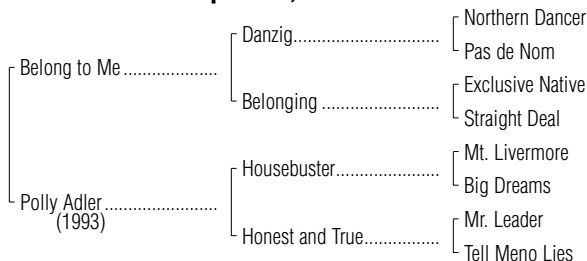 Northern Dancer
Danzig
Pas de Nom
Belong to Me
Exclusive Native
Belonging
Straight Deal
Mt. Livermore
Housebuster
Big Dreams
Polly Adler
(1993)
Mr. Leader
Honest and True
Tell Meno Lies